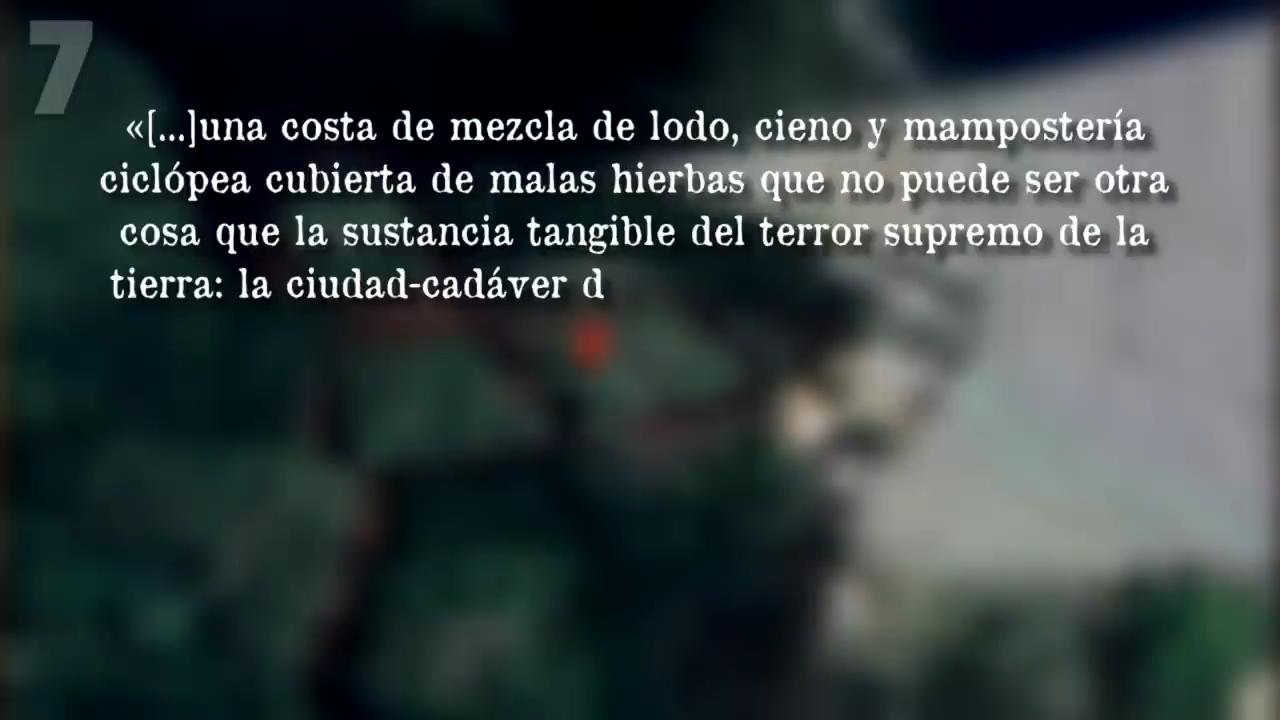 7
«[...]una costa de mezcla de lodo, cieno y mampostería
ciclópea cubierta de malas hierbas que no puede ser otra
cosa que la sustancia tangible del terror supremo de la
tierra: la ciudad-cadáver d